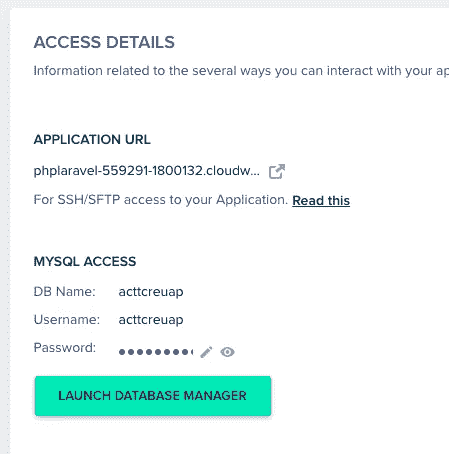 ACCESS DETAILS
Information related to the several ways you can interact with your ap
APPLICATION URL
phplaravel-559291-1800132.cloudw...
For SSH/SFTP access to your Application. Read this
MYSQL ACCESS
DB Name: acttcreuap
Username: acttcreuap
Password:
LAUNCH DATABASE MANAGER